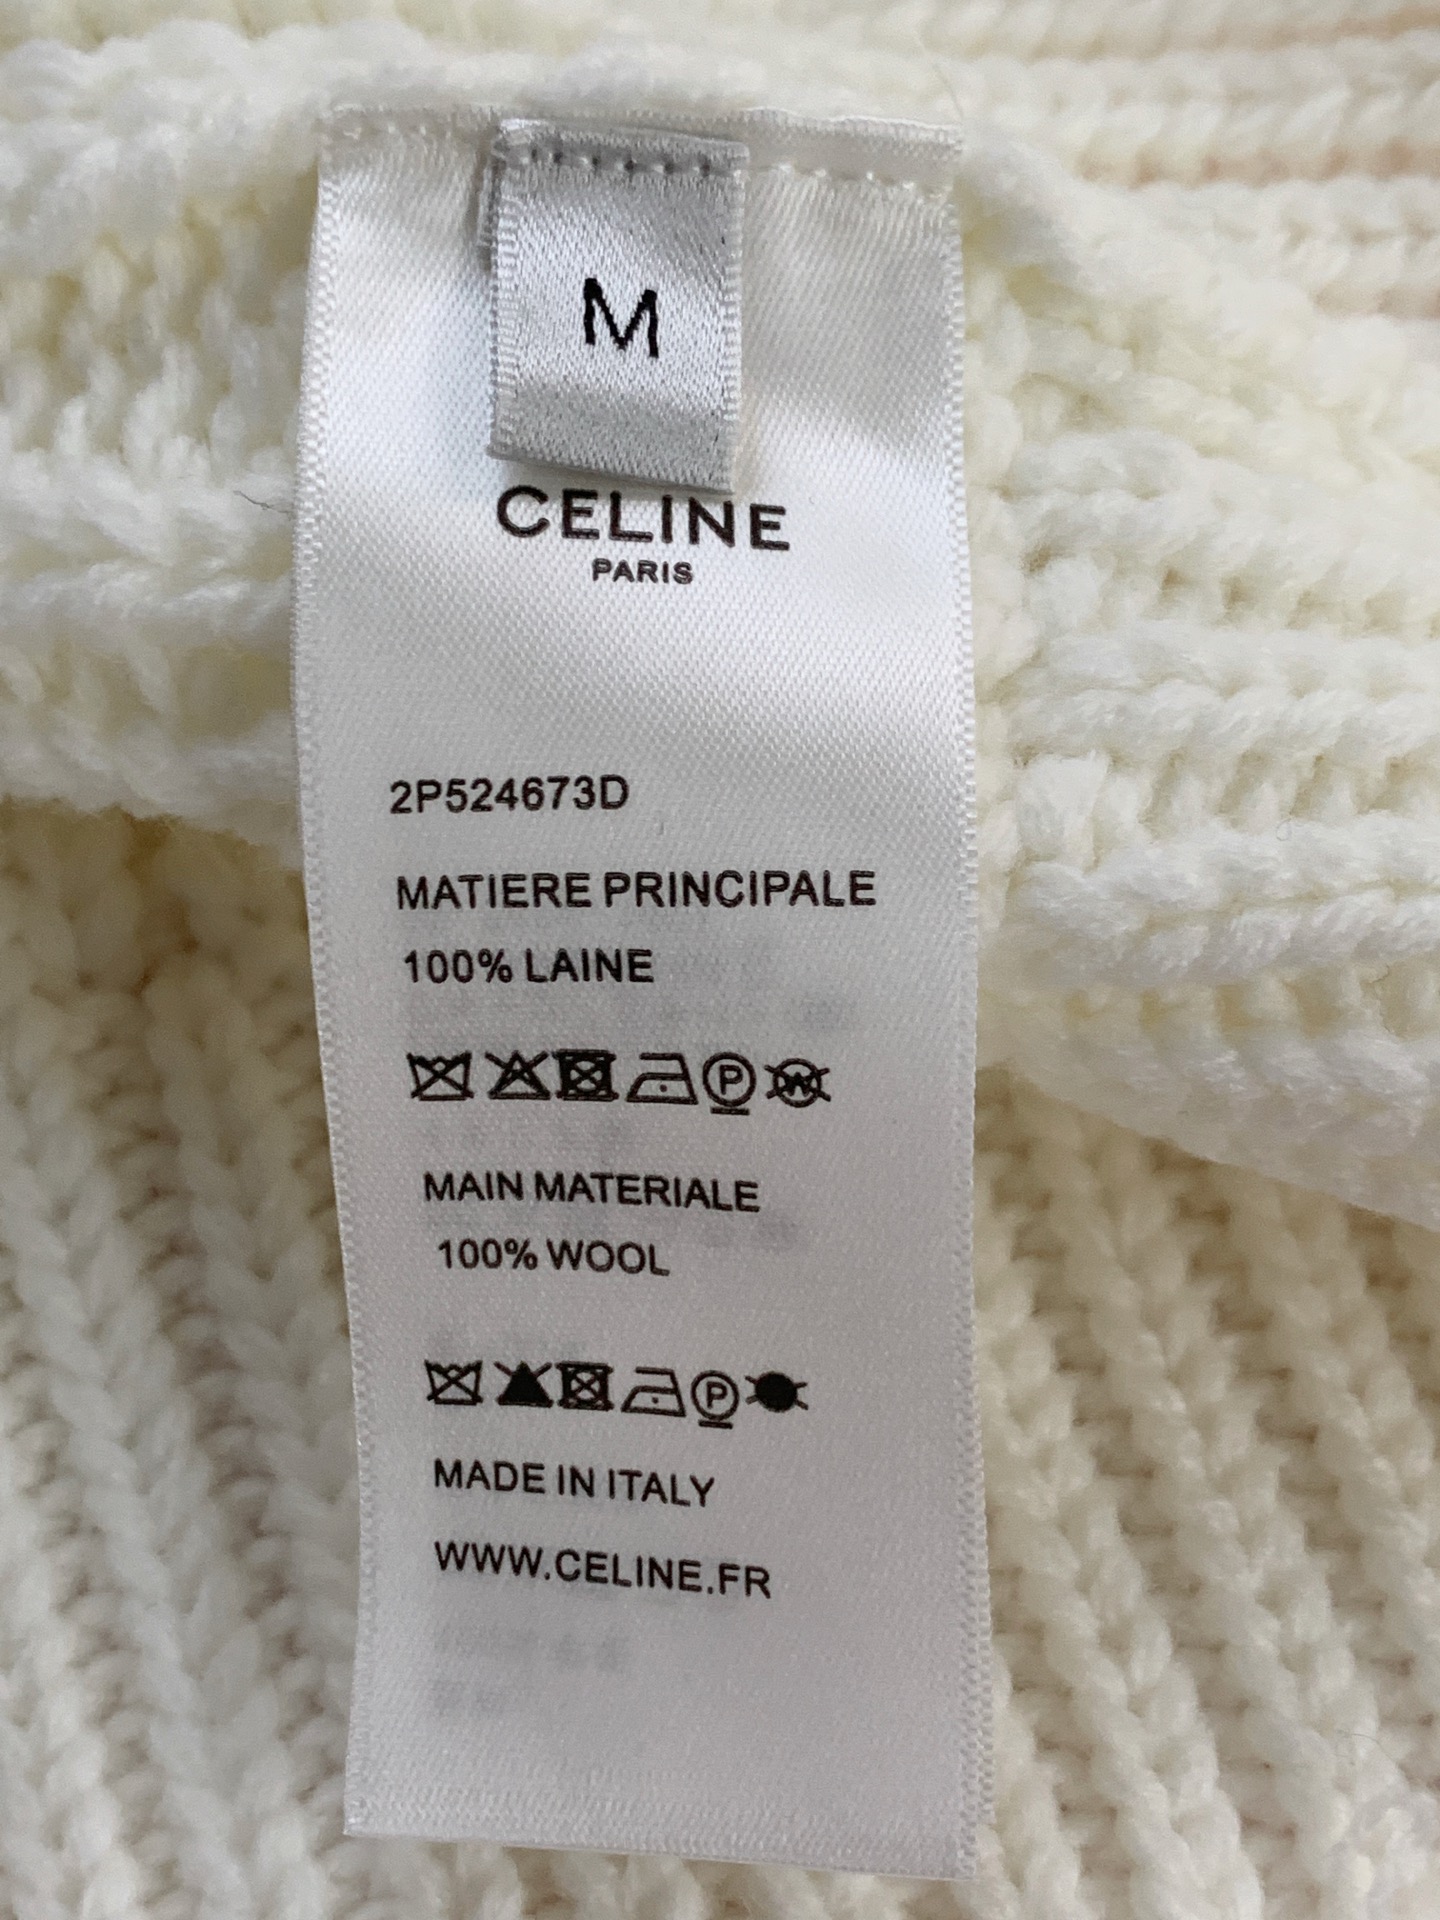 M
CELINE
PARIS
2P524673D
MATIERE PRINCIPALE
100% LAINE
P W
MAIN MATERIALE
100% WOOL
P
MADE IN ITALY
WWW.CELINE.FR